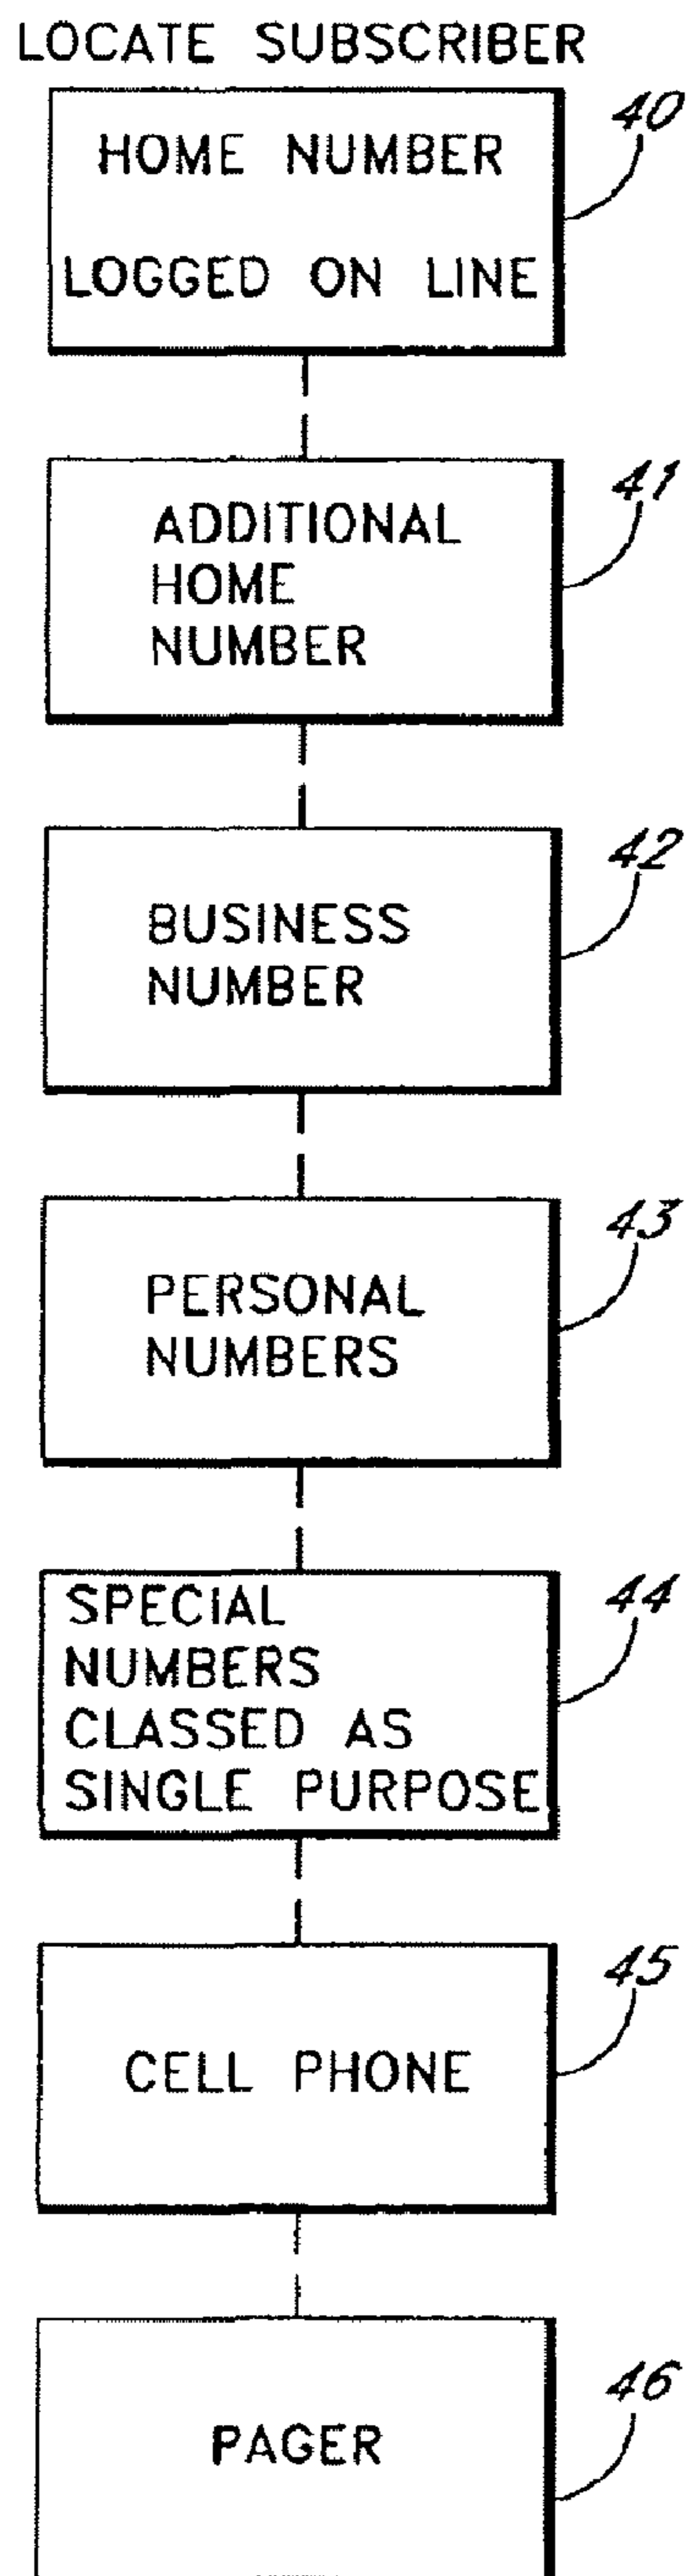 LOCATE SUBSCRIBER
40
HOME NUMBER
LOGGED ON LINE
41
ADDITIONAL
HOME
NUMBER
42
BUSINESS
NUMBER
43
PERSONAL
NUMBERS
44
SPECIAL
NUMBERS
CLASSED AS
SINGLE PURPOSE
45
CELL PHONE
46
PAGER